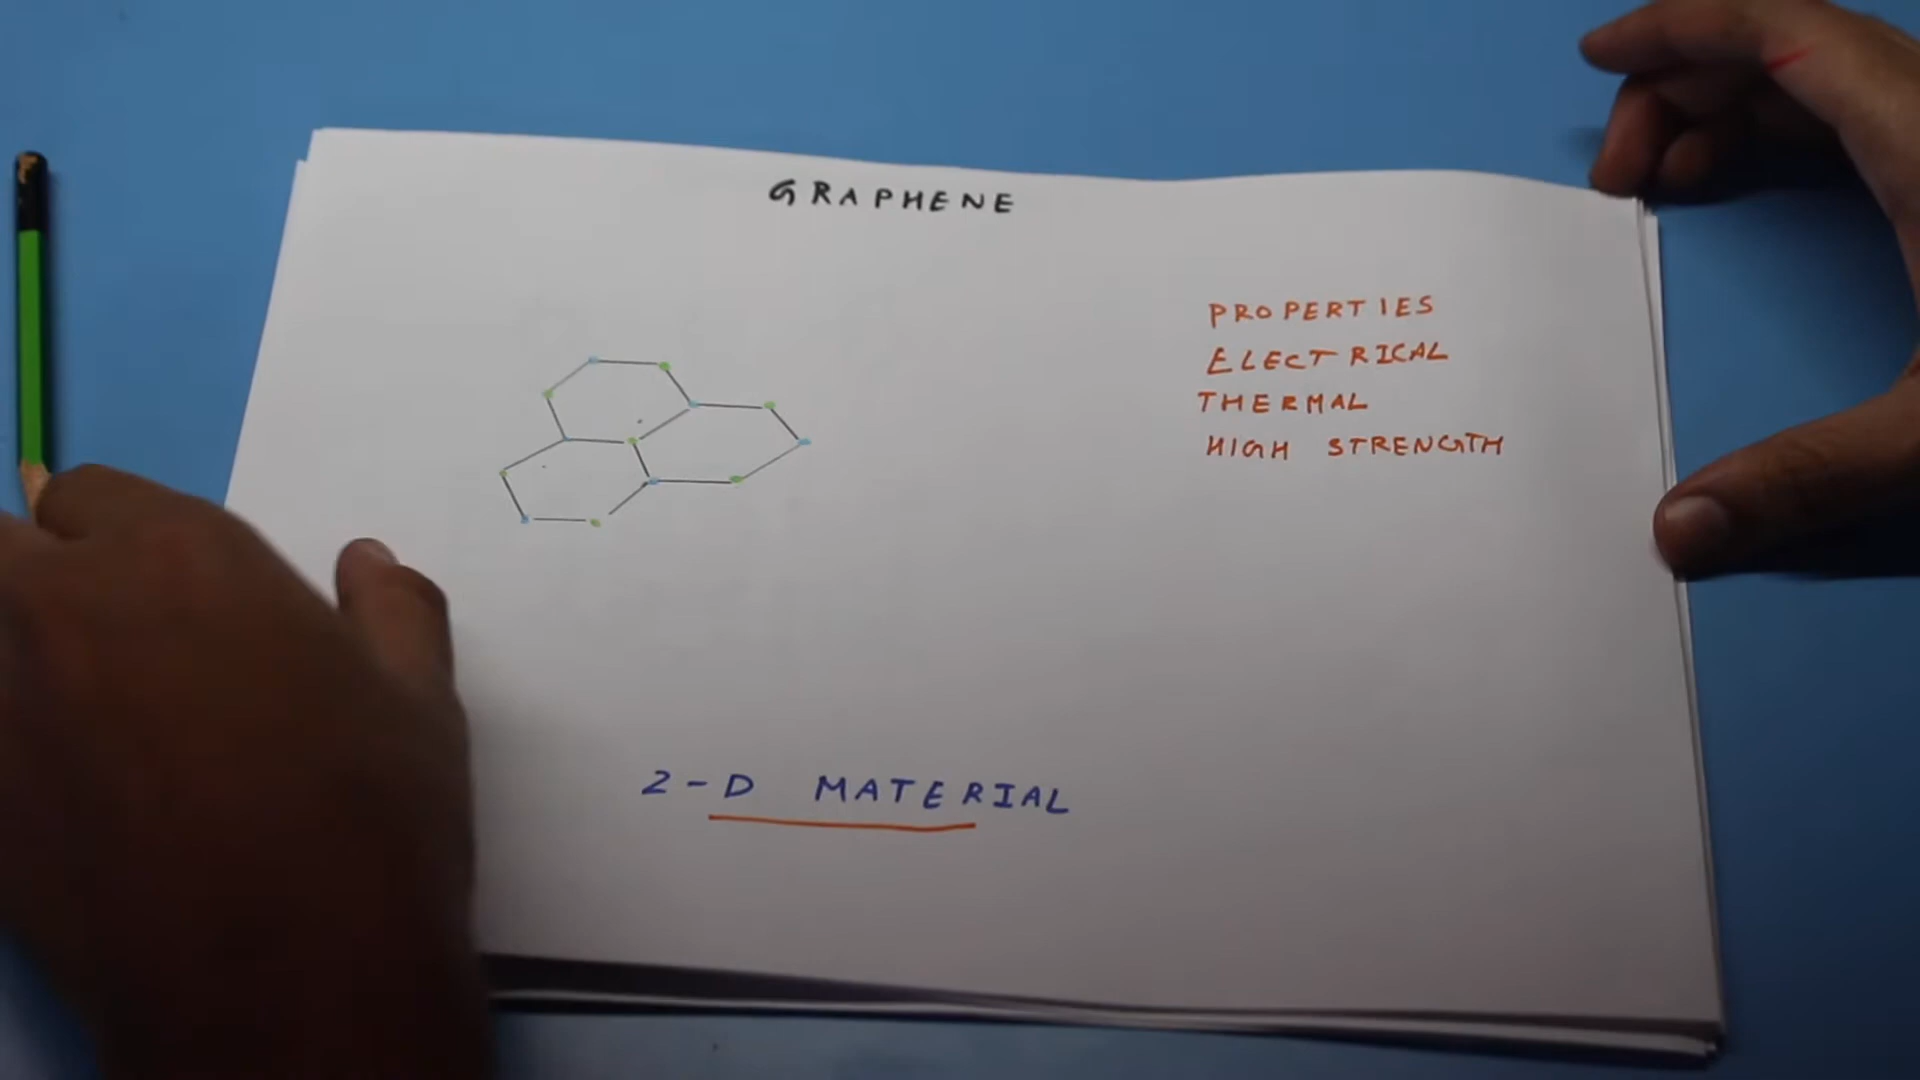 GRAPHENE
PROPERTIES
ELECTRICAL
THERMAL
HIGH STRENGTH
2-D MATERIAL